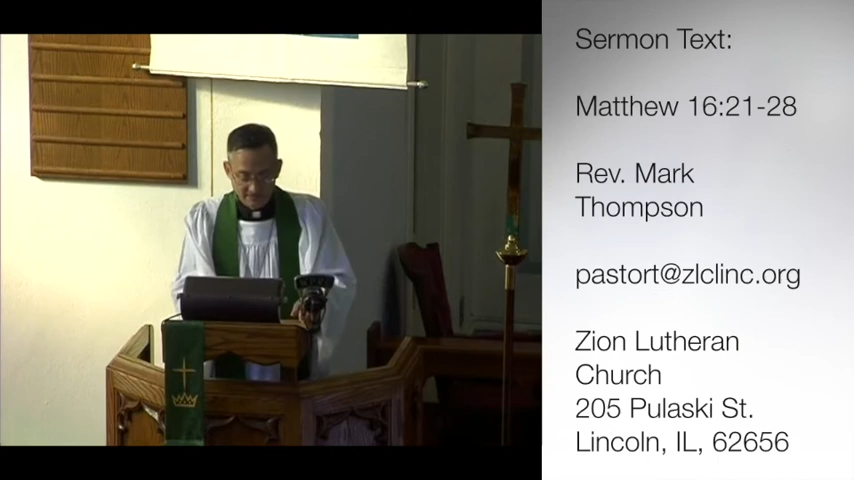 Sermon Text:
Matthew 16:21-28
Rev. Mark
Thompson
pastort@zlclinc.org
Zion Lutheran
Church
205 Pulaski St.
Lincoln, IL, 62656